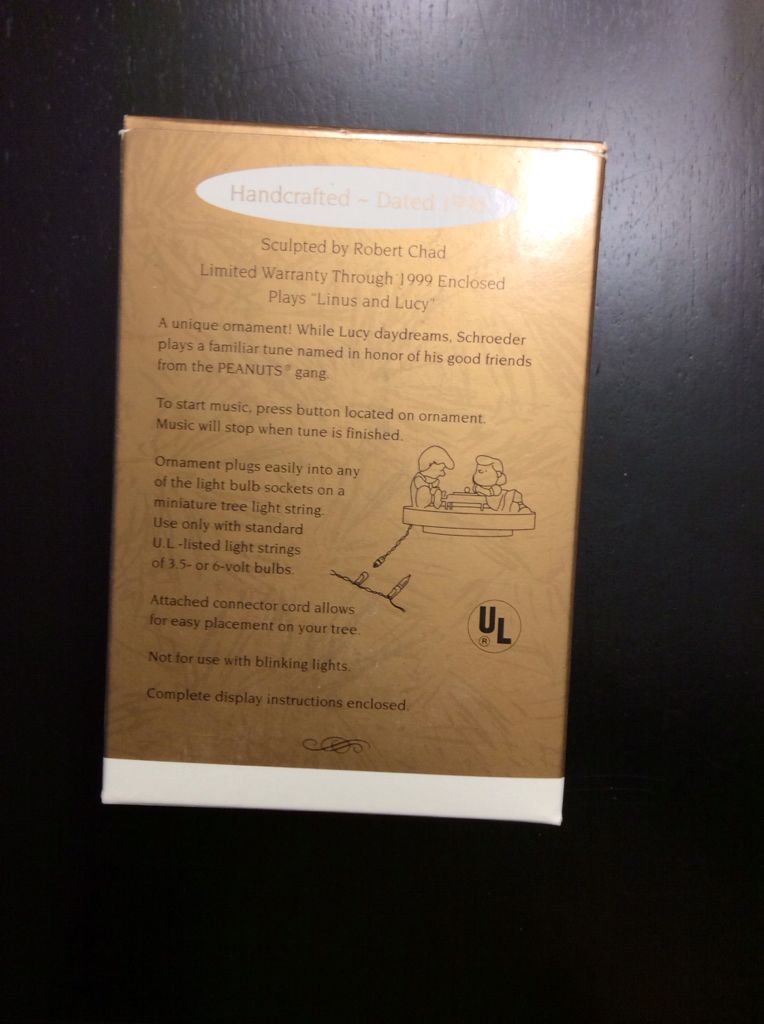 Handcrafted ~ Dated 1996
Sculpted by Robert Chad
Limited Warranty Through 1999 Enclosed
Plays "Linus and Lucy"
A unique ornament! While Lucy daydreams, Schroeder
plays a familiar tune named in honor of his good friends
from the PEANUTS® gang.
To start music, press button located on ornament.
Music will stop when tune is finished.
Ornament plugs easily into any
of the light bulb sockets on a
miniature tree light string.
Use only with standard
U.L.-listed light strings
of 3.5- or 6-volt bulbs.
Attached connector cord allows
for easy placement on your tree.
UL®
Not for use with blinking lights.
Complete display instructions enclosed.